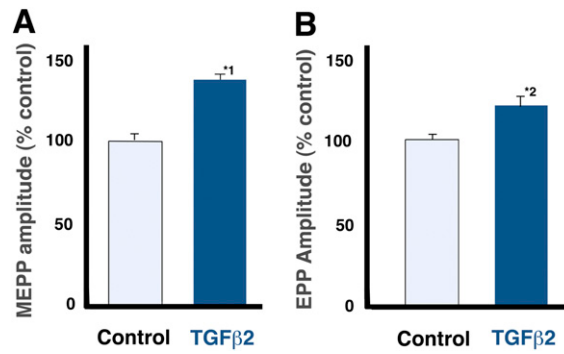 A
MEPP amplitude (% control)
150
100
50
0
*1
Control TGFβ2
B
EPP Amplitude (% control)
150
100
50
0
*2
Control TGFβ2